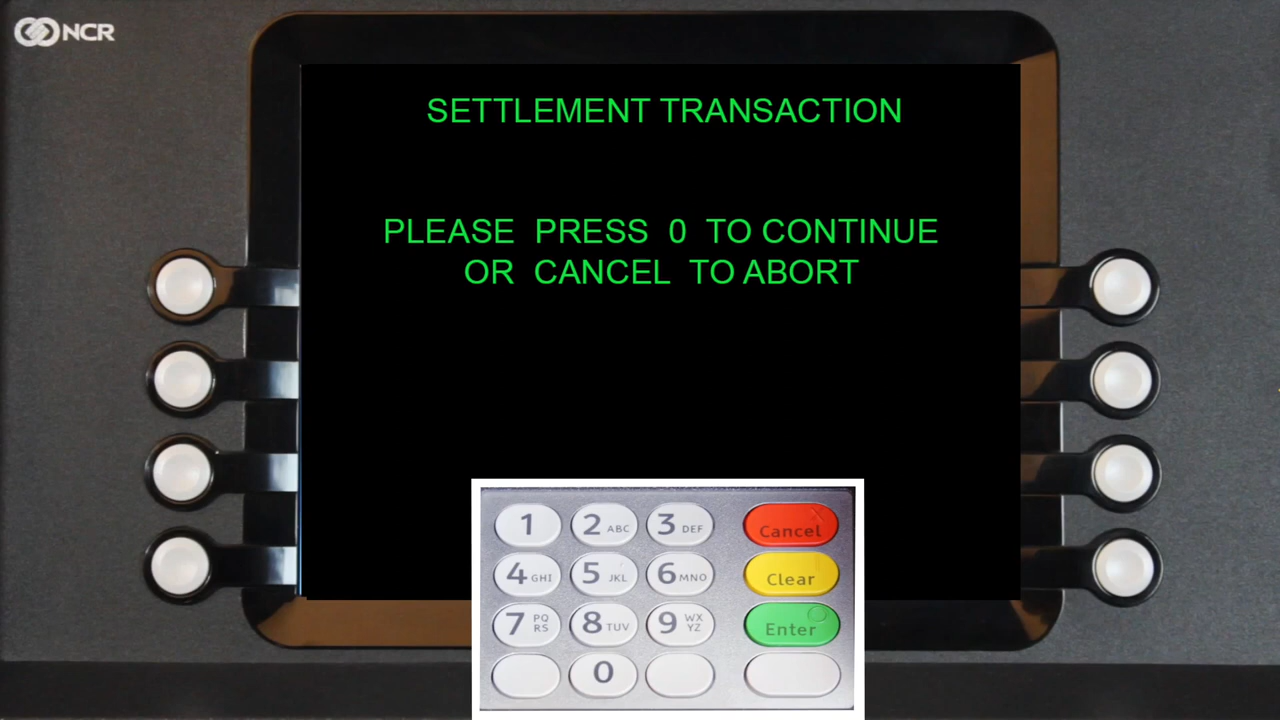 NCR
SETTLEMENT TRANSACTION
PLEASE PRESS 0 TO CONTINUE
OR CANCEL TO ABORT
1 2 ABC 3 DEF Cancel
4 GHI 5 JKL 6 MNO Clear
7 PQRS 8 TUV 9 WXYZ Enter
0